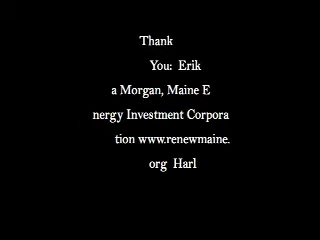 Thank
You: Erik
a Morgan, Maine E
nergy Investment Corpora
tion www.renewmaine.
org Harl